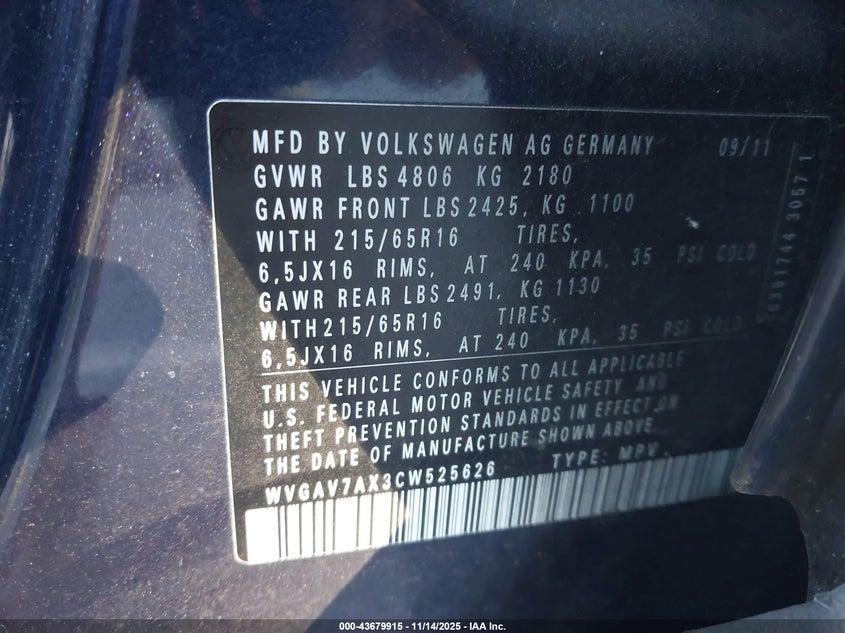 MFD BY VOLKSWAGEN AG GERMANY 09/11
GVWR LBS 4806 KG 2180
GAWR FRONT LBS 2425, KG 1100
WITH 215/65R16 TIRES,
6,5JX16 RIMS, AT 240 KPA, 35 PSI COLD
GAWR REAR LBS 2491, KG 1130
WITH 215/65R16 TIRES,
6,5JX16 RIMS, AT 240 KPA, 35 PSI COLD
THIS VEHICLE CONFORMS TO ALL APPLICABLE
U.S. FEDERAL MOTOR VEHICLE SAFETY AND
THEFT PREVENTION STANDARDS IN EFFECT ON
THE DATE OF MANUFACTURE SHOWN ABOVE
WVGAV7AX3CW525626 TYPE: MPV
000-43679915 - 11/14/2025 - IAA Inc.